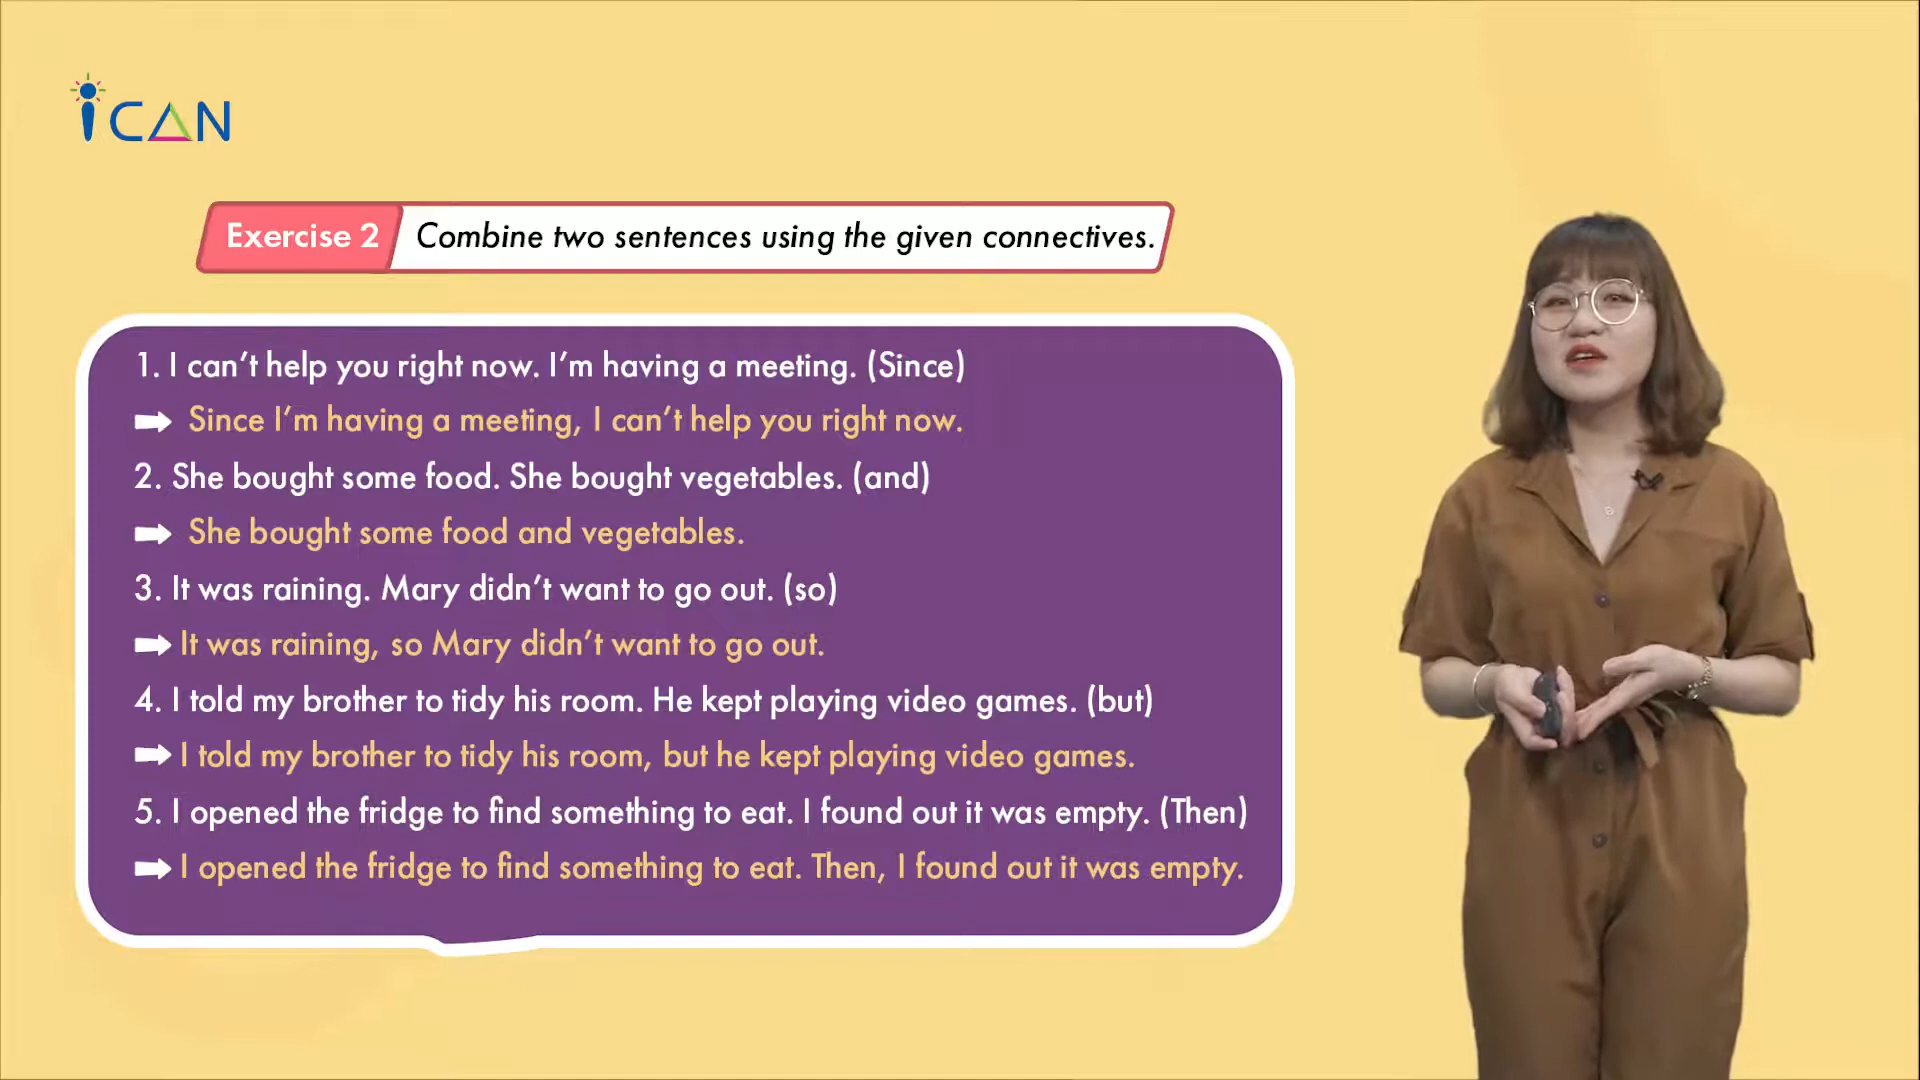 iCAN
Exercise 2
Combine two sentences using the given connectives.
1. I can’t help you right now. I’m having a meeting. (Since)
Since I’m having a meeting, I can’t help you right now.
2. She bought some food. She bought vegetables. (and)
She bought some food and vegetables.
3. It was raining. Mary didn’t want to go out. (so)
It was raining, so Mary didn’t want to go out.
4. I told my brother to tidy his room. He kept playing video games. (but)
I told my brother to tidy his room, but he kept playing video games.
5. I opened the fridge to find something to eat. I found out it was empty. (Then)
I opened the fridge to find something to eat. Then, I found out it was empty.